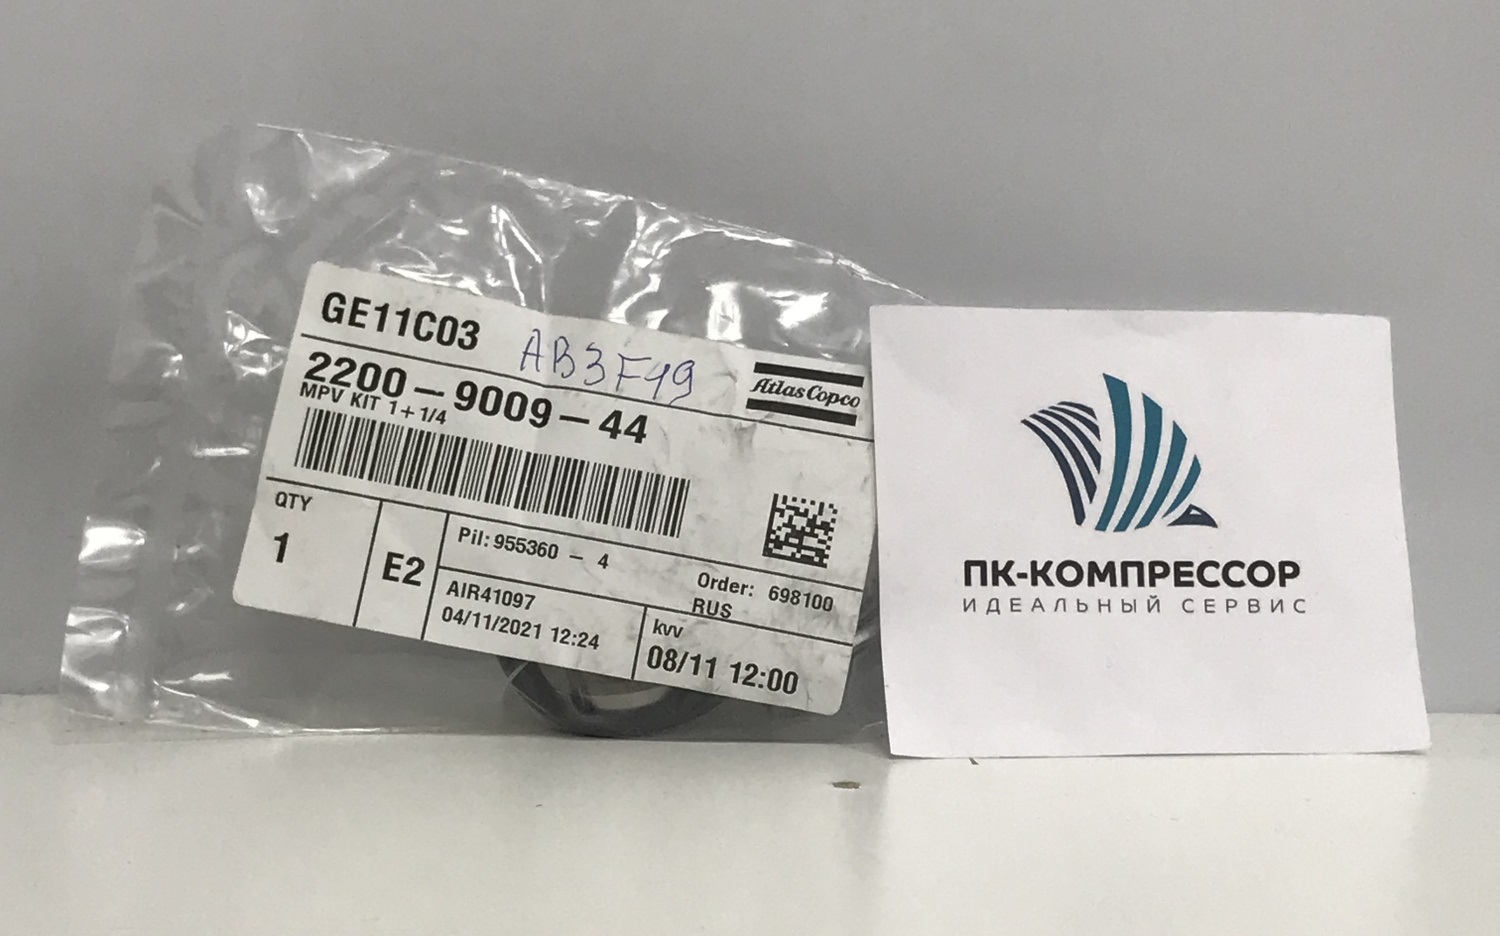 GE11C03
AB3F49
Atlas Copco
2200-9009-44
MPV KIT 1+1/4
QTY
1
E2
Pil: 955360 - 4
Order: 698100
RUS
AIR41097
04/11/2021 12:24
kvv
08/11 12:00
ПК-КОМПРЕССОР
ИДЕАЛЬНЫЙ СЕРВИС